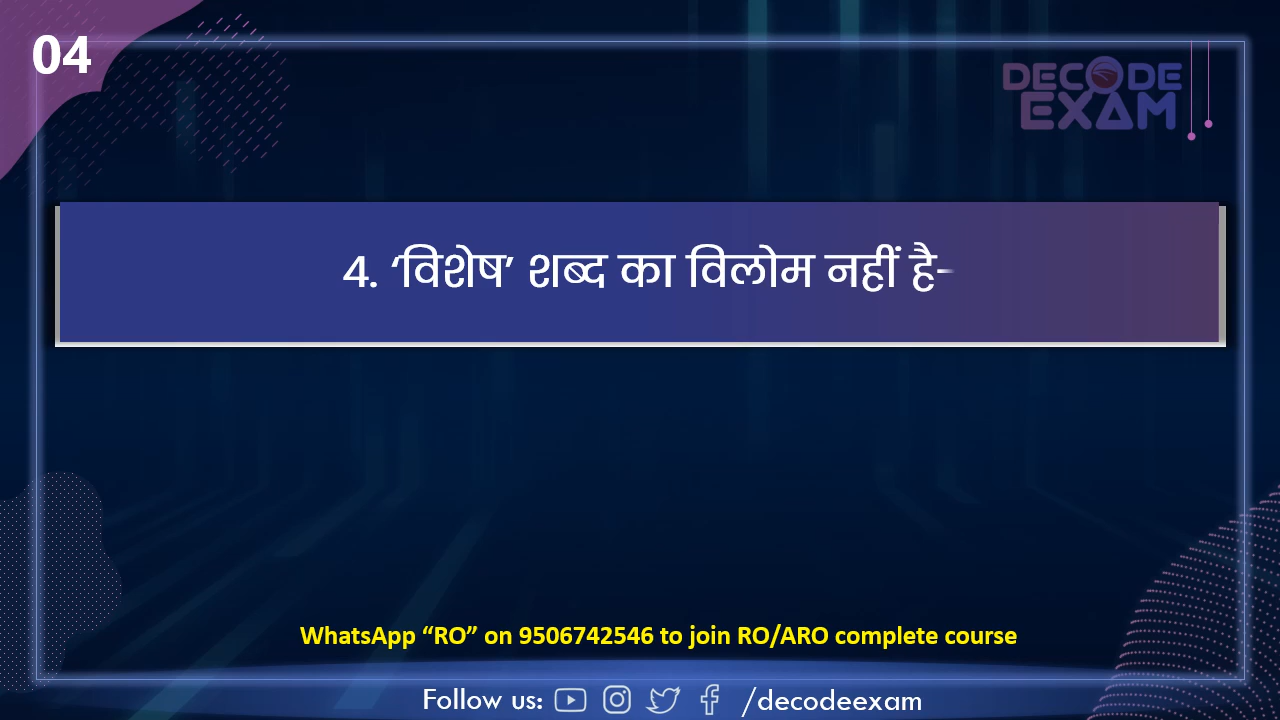 04
DECODE
EXAM
4. ‘विशेष’ शब्द का विलोम नहीं है-
WhatsApp “RO” on 9506742546 to join RO/ARO complete course
Follow us: /decodeexam